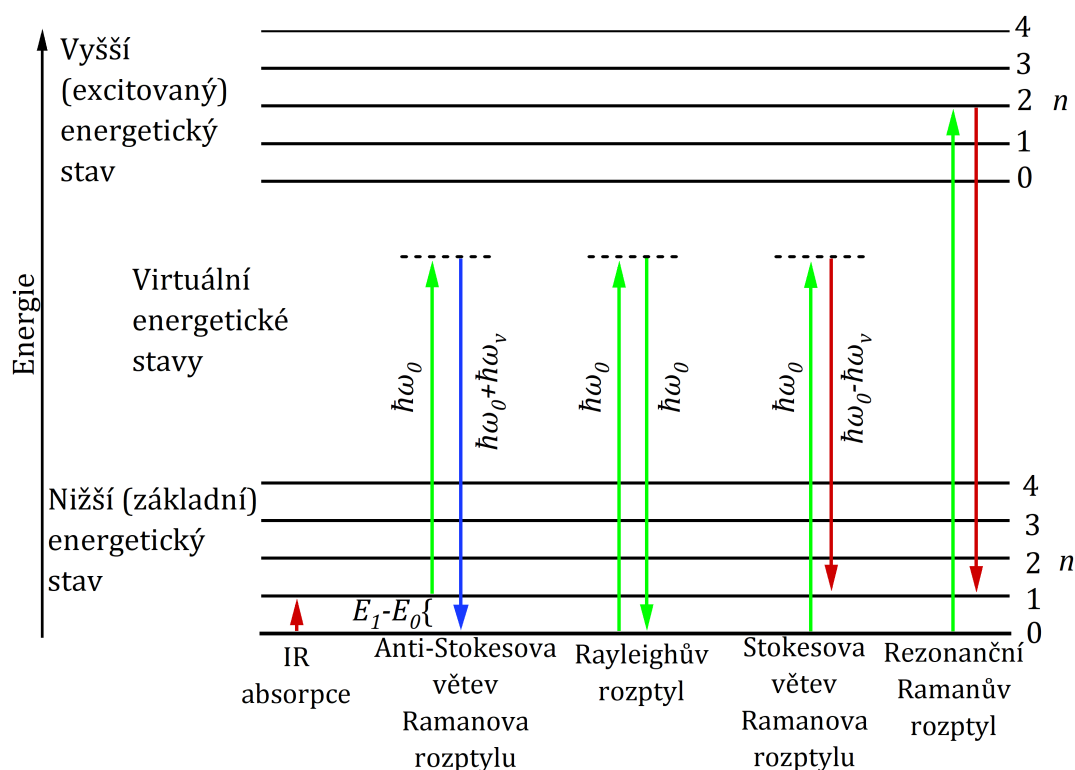 Energie
Vyšší
(excitovaný)
energetický
stav
4
3
2 n
1
0
Virtuální
energetické
stavy
ħω0
ħω0+ħωv
ħω0
ħω0
ħω0
ħω0-ħωv
Nižší (základní)
energetický
stav
4
3
2 n
1
0
E1-E0{
IR
absorpce
Anti-Stokesova
větev
Ramanova
rozptylu
Rayleighův
rozptyl
Stokesova
větev
Ramanova
rozptylu
Rezonanční
Ramanův
rozptyl